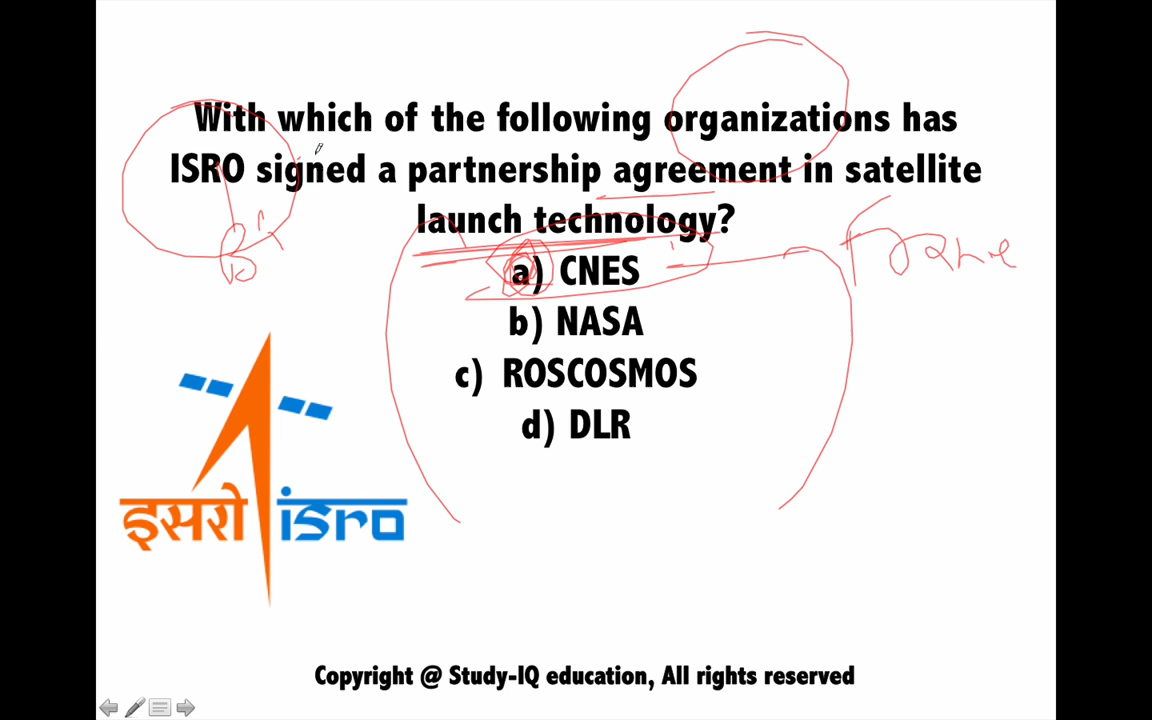 With which of the following organizations has
ISRO signed a partnership agreement in satellite
launch technology?
a) CNES
b) NASA
c) ROSCOSMOS
d) DLR
इसरो isro
Copyright @ Study-IQ education, All rights reserved